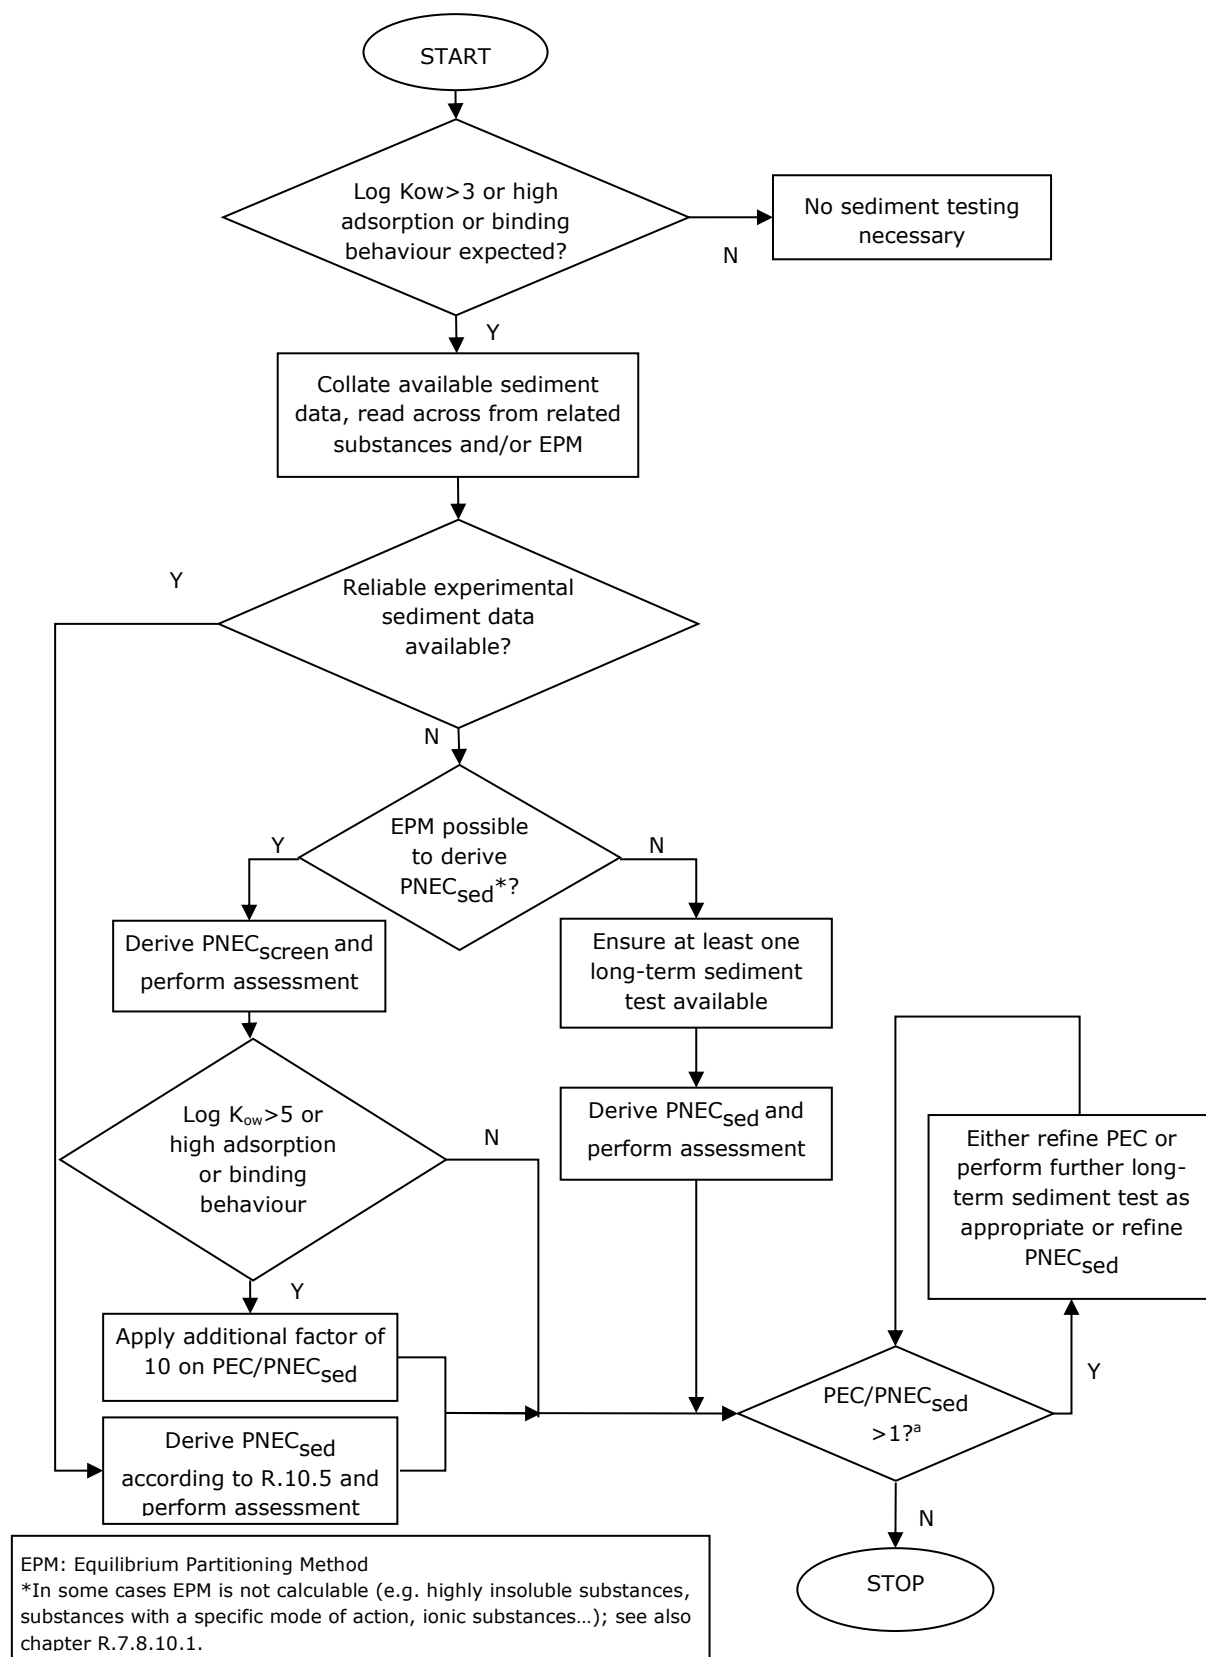 START
Log Kow>3 or high
adsorption or binding
behaviour expected?
No sediment testing
necessary
N
Y
Collate available sediment
data, read across from related
substances and/or EPM
Y
Reliable experimental
sediment data
available?
N
EPM possible
to derive
PNECsed*?
Y
N
Derive PNECscreen and
perform assessment
Ensure at least one
long-term sediment
test available
Log Kow>5 or
high adsorption
or binding
behaviour
N
Y
Derive PNECsed and
perform assessment
Either refine PEC or
perform further long-
term sediment test as
appropriate or refine
PNECsed
Apply additional factor of
10 on PEC/PNECsed
Derive PNECsed
according to R.10.5 and
perform assessment
PEC/PNECsed
>1?a
Y
N
STOP
EPM: Equilibrium Partitioning Method
*In some cases EPM is not calculable (e.g. highly insoluble substances,
substances with a specific mode of action, ionic substances…); see also
chapter R.7.8.10.1.